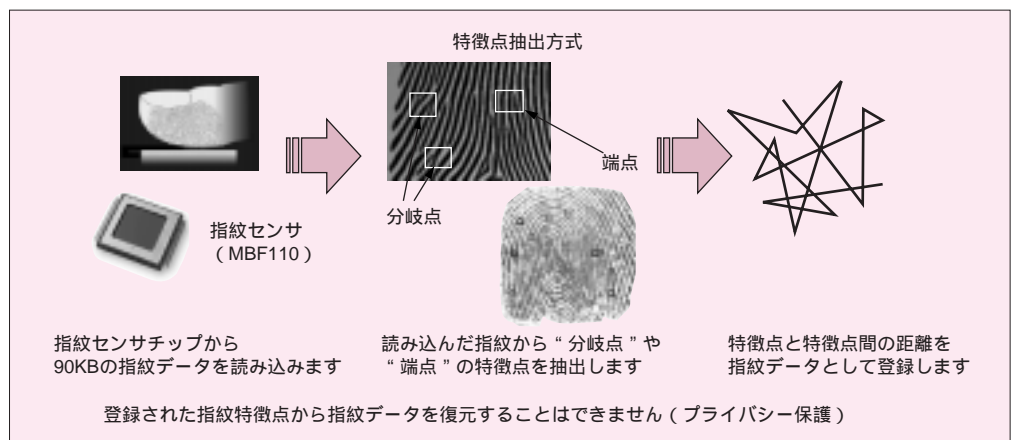 特徴点抽出方式
端点
分岐点
指紋センサ
（MBF110）
指紋センサチップから
90KBの指紋データを読み込みます
読み込んだ指紋から“分岐点”や
“端点”の特徴点を抽出します
特徴点と特徴点間の距離を
指紋データとして登録します
登録された指紋特徴点から指紋データを復元することはできません（プライバシー保護）